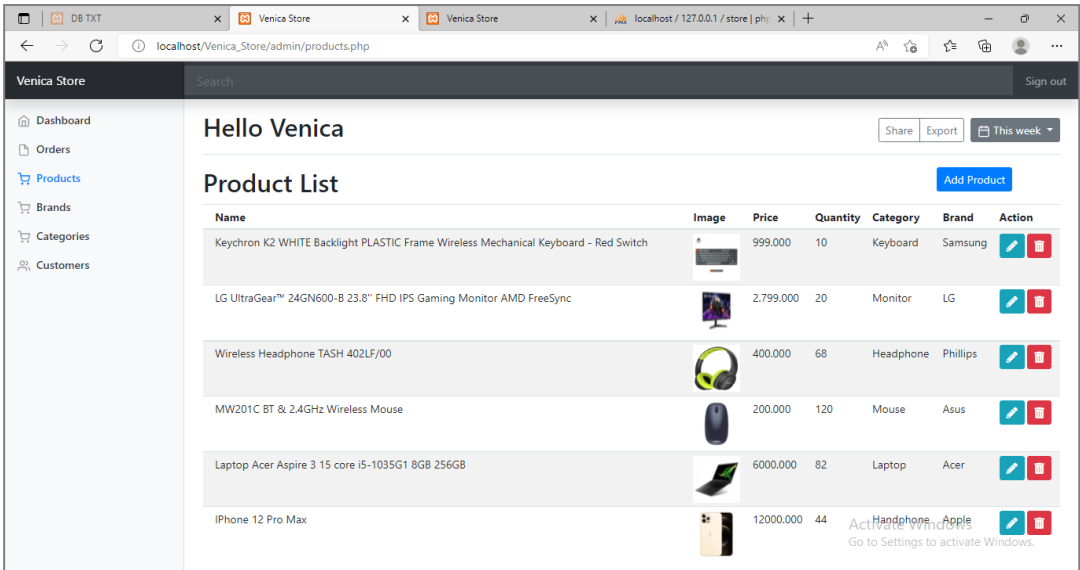 DB TXT
Venica Store
Venica Store
localhost / 127.0.0.1 / store | php
localhost/Venica_Store/admin/products.php
Venica Store Search Sign out
Dashboard
Orders
Products
Brands
Categories
Customers
Hello Venica Share Export This week
Product List Add Product
Name Image Price Quantity Category Brand Action
Keychron K2 WHITE Backlight PLASTIC Frame Wireless Mechanical Keyboard - Red Switch 999.000 10 Keyboard Samsung
LG UltraGear™ 24GN600-B 23.8'' FHD IPS Gaming Monitor AMD FreeSync 2.799.000 20 Monitor LG
Wireless Headphone TASH 402LF/00 400.000 68 Headphone Phillips
MW201C BT & 2.4GHz Wireless Mouse 200.000 120 Mouse Asus
Laptop Acer Aspire 3 15 core i5-1035G1 8GB 256GB 6000.000 82 Laptop Acer
IPhone 12 Pro Max 12000.000 44 Handphone Apple
Activate Windows
Go to Settings to activate Windows.